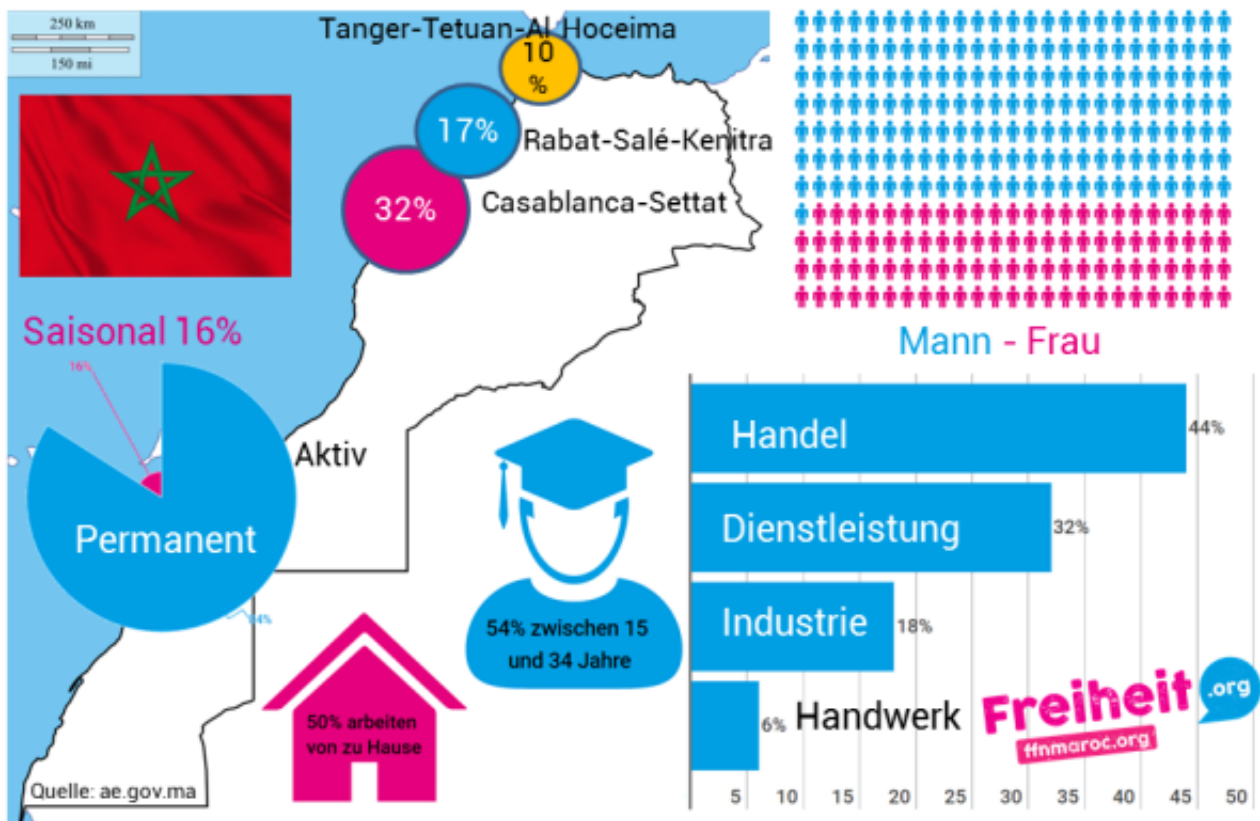 250 km
150 mi
Tanger-Tetuan-Al Hoceima
10
%
17%
Rabat-Salé-Kenitra
32%
Casablanca-Settat
Mann - Frau
Saisonal 16%
16%
Aktiv
Permanent
54% zwischen 15
und 34 Jahre
50% arbeiten
von zu Hause
Handel
44%
Dienstleistung
32%
Industrie
18%
6%
Handwerk
5 10 15 20 25 30 35 40 45 50
Freiheit.org
ffnmaroc.org
Quelle: ae.gov.ma